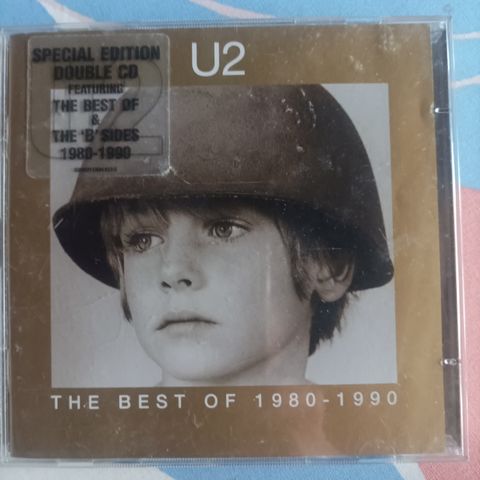 SPECIAL EDITION
DOUBLE CD
FEATURING
THE BEST OF
&
THE 'B' SIDES
1980-1990
U2
THE BEST OF 1980-1990